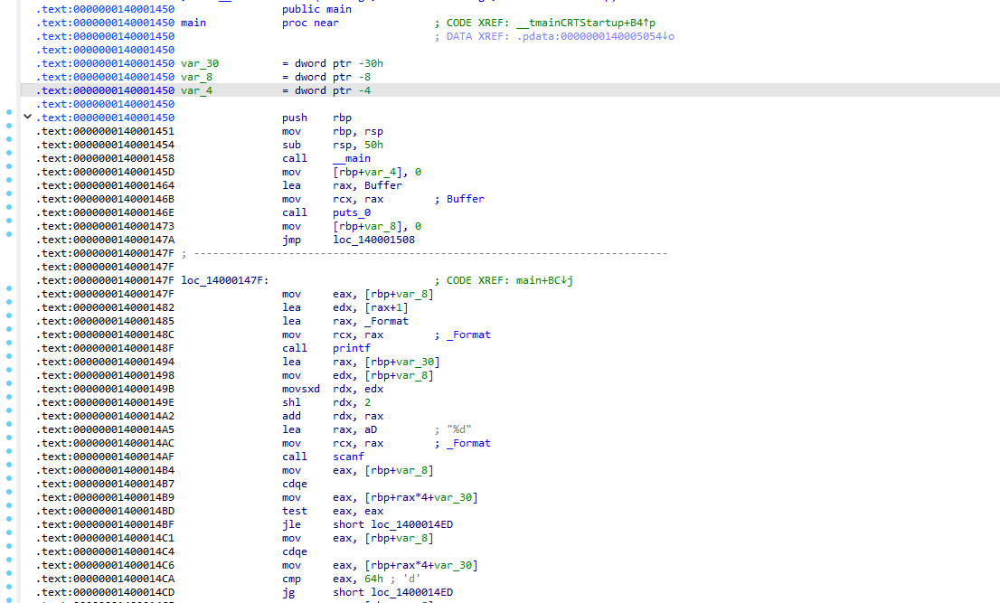 .text:0000000140001450 public main
.text:0000000140001450 main proc near ; CODE XREF: __tmainCRTStartup+B4↑p
.text:0000000140001450 ; DATA XREF: .pdata:0000000140005054↓o
.text:0000000140001450
.text:0000000140001450 var_30 = dword ptr -30h
.text:0000000140001450 var_8 = dword ptr -8
.text:0000000140001450 var_4 = dword ptr -4
.text:0000000140001450
.text:0000000140001450 push rbp
.text:0000000140001451 mov rbp, rsp
.text:0000000140001454 sub rsp, 50h
.text:0000000140001458 call __main
.text:000000014000145D mov [rbp+var_4], 0
.text:0000000140001464 lea rax, Buffer
.text:000000014000146B mov rcx, rax ; Buffer
.text:000000014000146E call puts_0
.text:0000000140001473 mov [rbp+var_8], 0
.text:000000014000147A jmp loc_140001508
.text:000000014000147F ; ---------------------------------------------------------------------------
.text:000000014000147F
.text:000000014000147F loc_14000147F: ; CODE XREF: main+BC↓j
.text:000000014000147F mov eax, [rbp+var_8]
.text:0000000140001482 lea edx, [rax+1]
.text:0000000140001485 lea rax, _Format
.text:000000014000148C mov rcx, rax ; _Format
.text:000000014000148F call printf
.text:0000000140001494 lea rax, [rbp+var_30]
.text:0000000140001498 mov edx, [rbp+var_8]
.text:000000014000149B movsxd rdx, edx
.text:000000014000149E shl rdx, 2
.text:00000001400014A2 add rdx, rax
.text:00000001400014A5 lea rax, aD ; "%d"
.text:00000001400014AC mov rcx, rax ; _Format
.text:00000001400014AF call scanf
.text:00000001400014B4 mov eax, [rbp+var_8]
.text:00000001400014B7 cdqe
.text:00000001400014B9 mov eax, [rbp+rax*4+var_30]
.text:00000001400014BD test eax, eax
.text:00000001400014BF jle short loc_1400014ED
.text:00000001400014C1 mov eax, [rbp+var_8]
.text:00000001400014C4 cdqe
.text:00000001400014C6 mov eax, [rbp+rax*4+var_30]
.text:00000001400014CA cmp eax, 64h ; 'd'
.text:00000001400014CD jg short loc_1400014ED